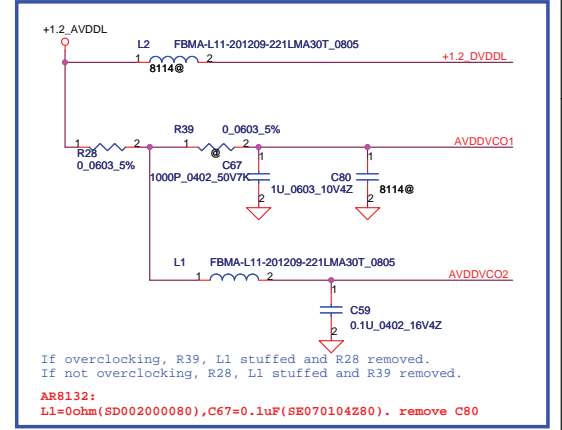 +1.2_AVDDL
L2 FBMA-L11-201209-221LMA30T_0805
1 2
8114@
+1.2_DVDDL
R39 0_0603_5%
1 2 1 2
@
AVDDVCO1
R28
0_0603_5%
C67
1000P_0402_50V7K
1
2
1U_0603_10V4Z
C80
1
2
8114@
L1 FBMA-L11-201209-221LMA30T_0805
1 2
AVDDVCO2
1
C59
0.1U_0402_16V4Z
2
If overclocking, R39, L1 stuffed and R28 removed.
If not overclocking, R28, L1 stuffed and R39 removed.
AR8132:
L1=0ohm(SD002000080),C67=0.1uF(SE070104Z80). remove C80